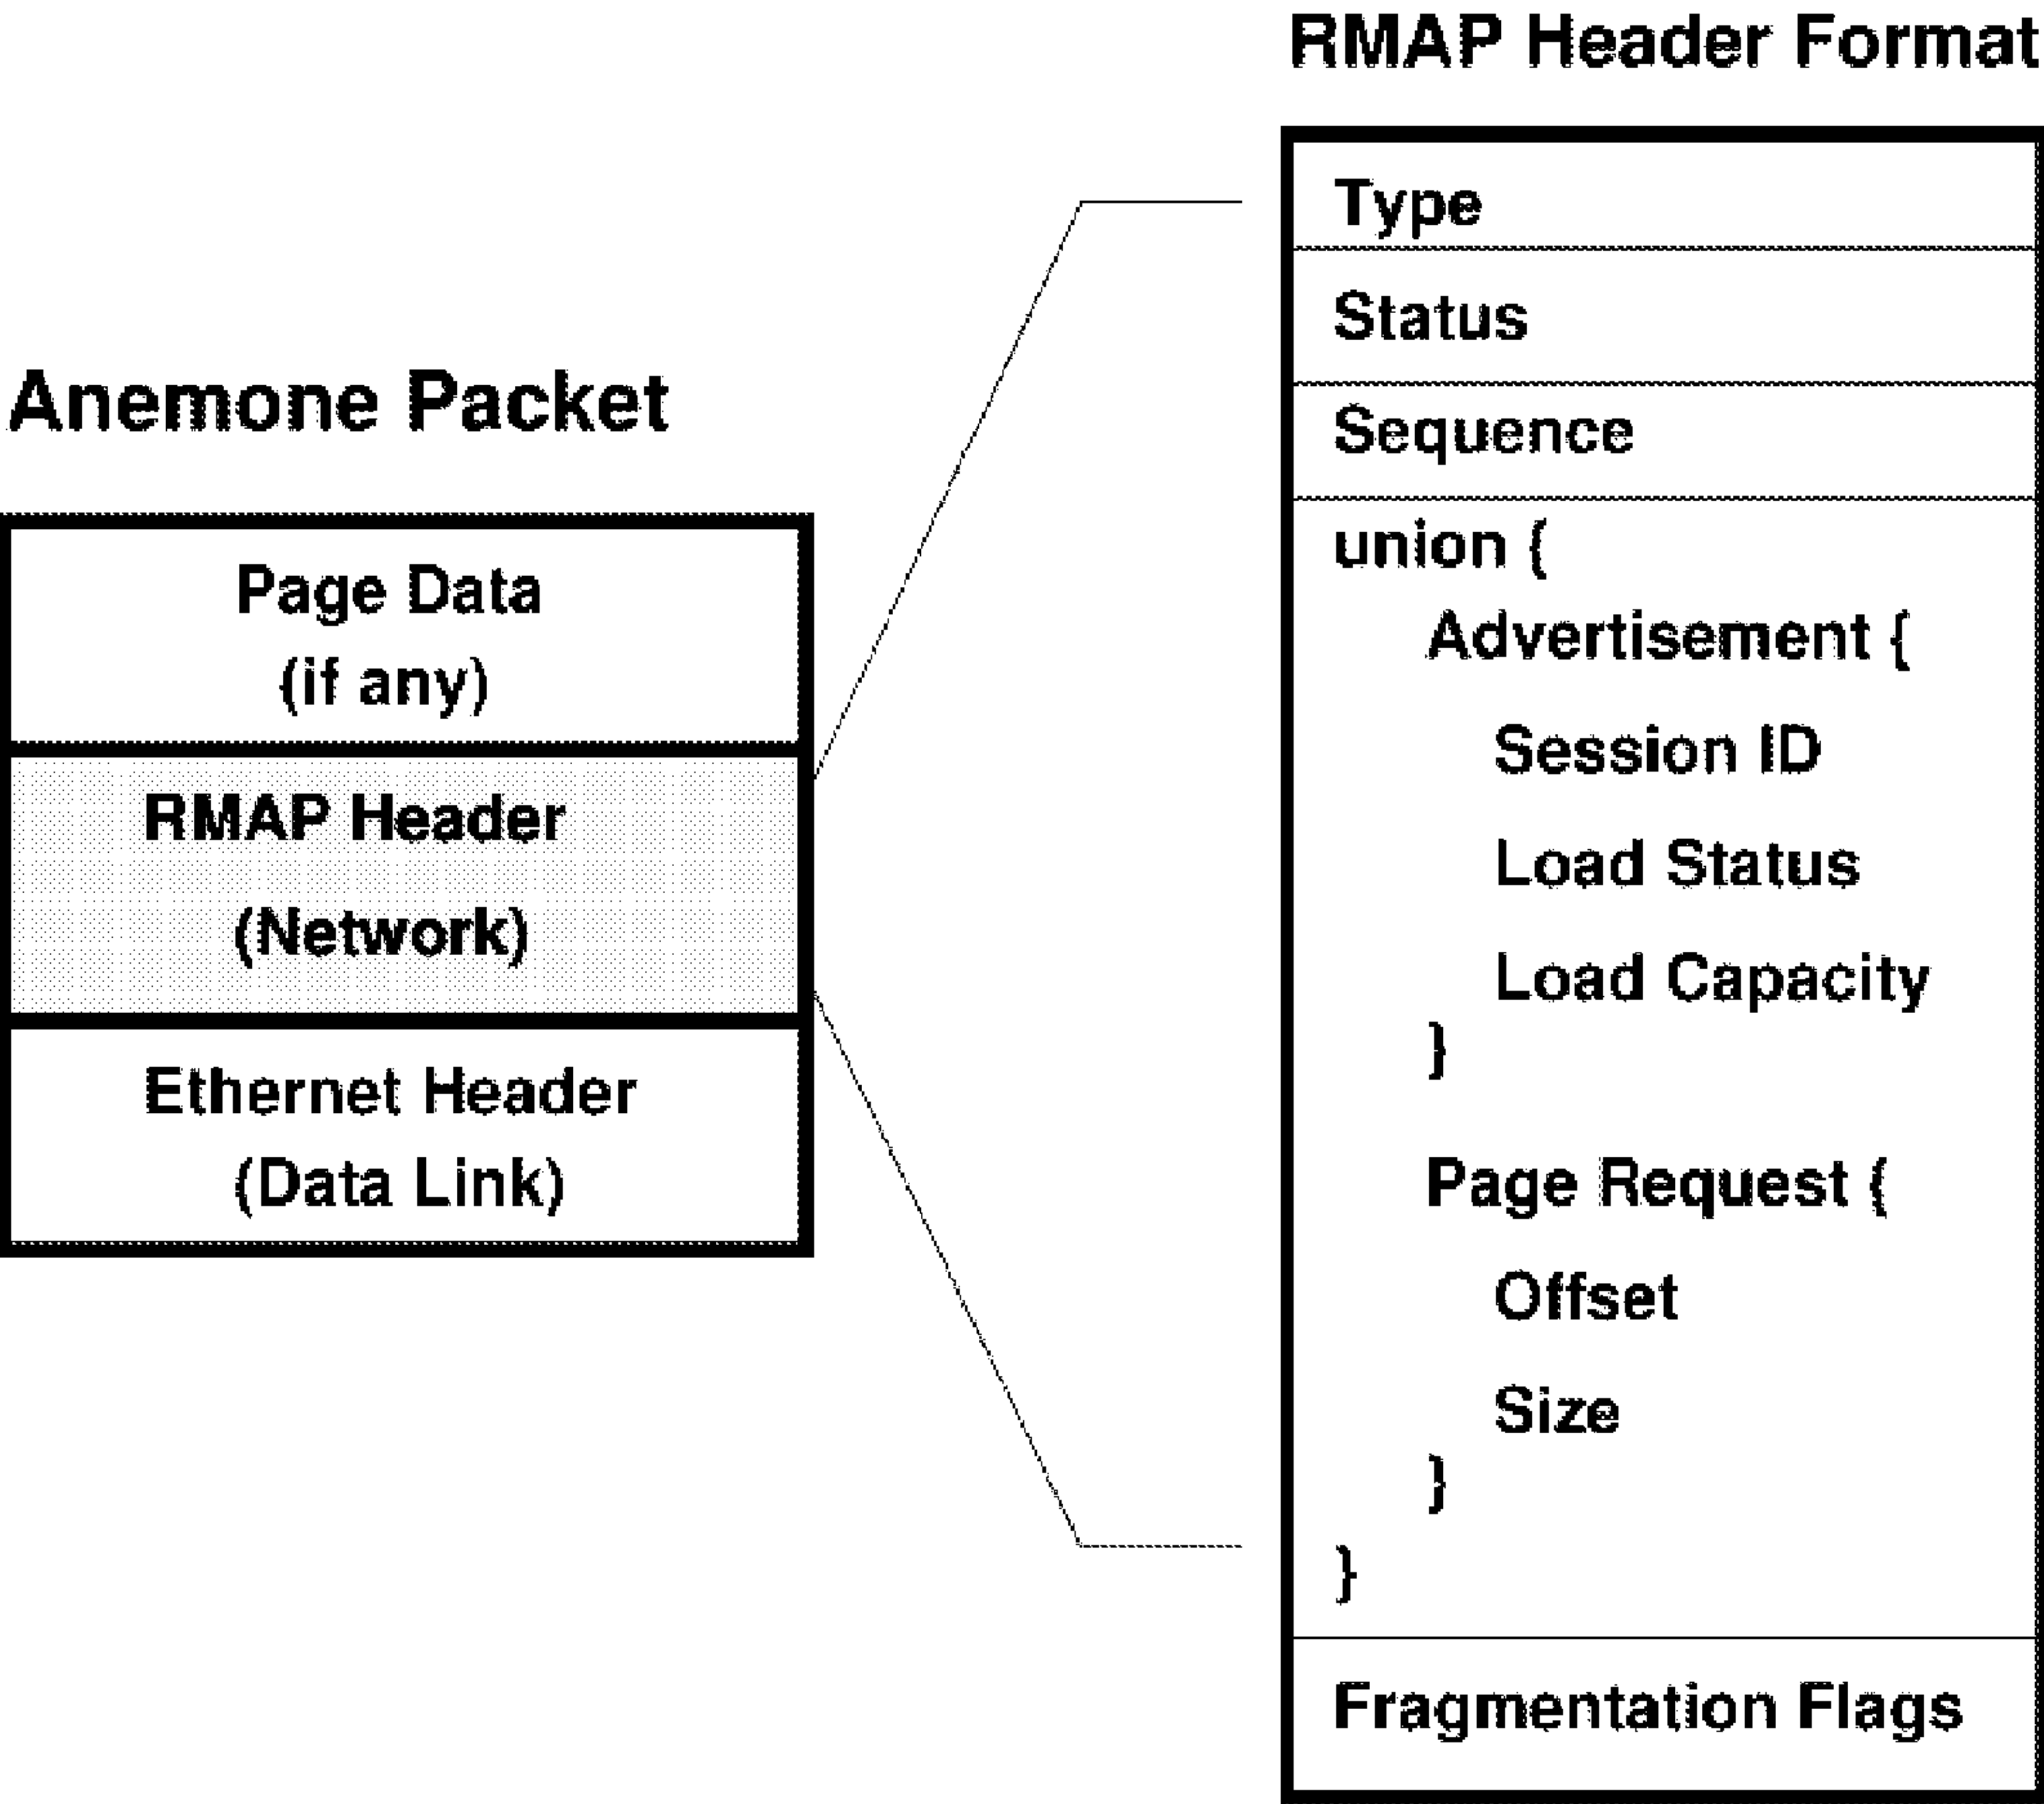 Anemone Packet
Page Data
(if any)
RMAP Header
(Network)
Ethernet Header
(Data Link)
RMAP Header Format
Type
Status
Sequence
union {
Advertisement {
Session ID
Load Status
Load Capacity
}
Page Request {
Offset
Size
}
}
Fragmentation Flags